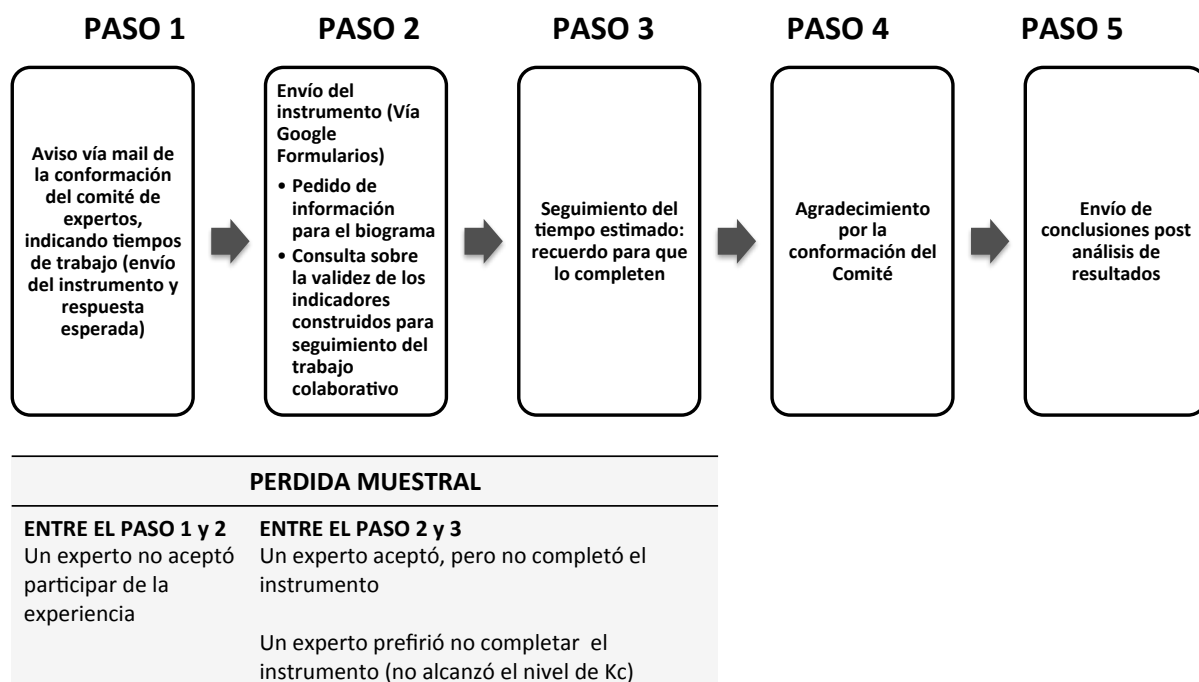 PASO 1
PASO 2
PASO 3
PASO 4
PASO 5
Aviso vía mail de
la conformación
del comité de
expertos,
indicando tiempos
de trabajo (envío
del instrumento y
respuesta
esperada)
Envío del
instrumento (Vía
Google
Formularios)
• Pedido de
información
para el biograma
• Consulta sobre
la validez de los
indicadores
construidos para
seguimiento del
trabajo
colaborativo
Seguimiento del
tiempo estimado:
recuerdo para que
lo completen
Agradecimiento
por la
conformación del
Comité
Envío de
conclusiones post
análisis de
resultados
PERDIDA MUESTRAL
ENTRE EL PASO 1 y 2
Un experto no aceptó
participar de la
experiencia
ENTRE EL PASO 2 y 3
Un experto aceptó, pero no completó el
instrumento
Un experto prefirió no completar el
instrumento (no alcanzó el nivel de Kc)